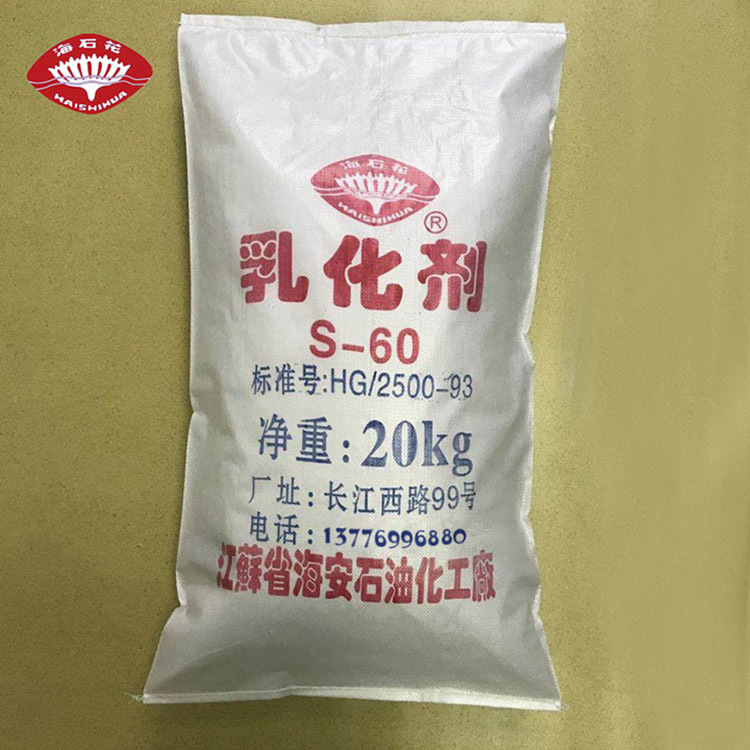 海石花
HAISHIHUA
海石花
HAISHIHUA
®
乳化剂
S-60
标准号:HG/2500-93
净重:20kg
厂址:长江西路99号
电话:13776996880
江蘇省海安石油化工廠